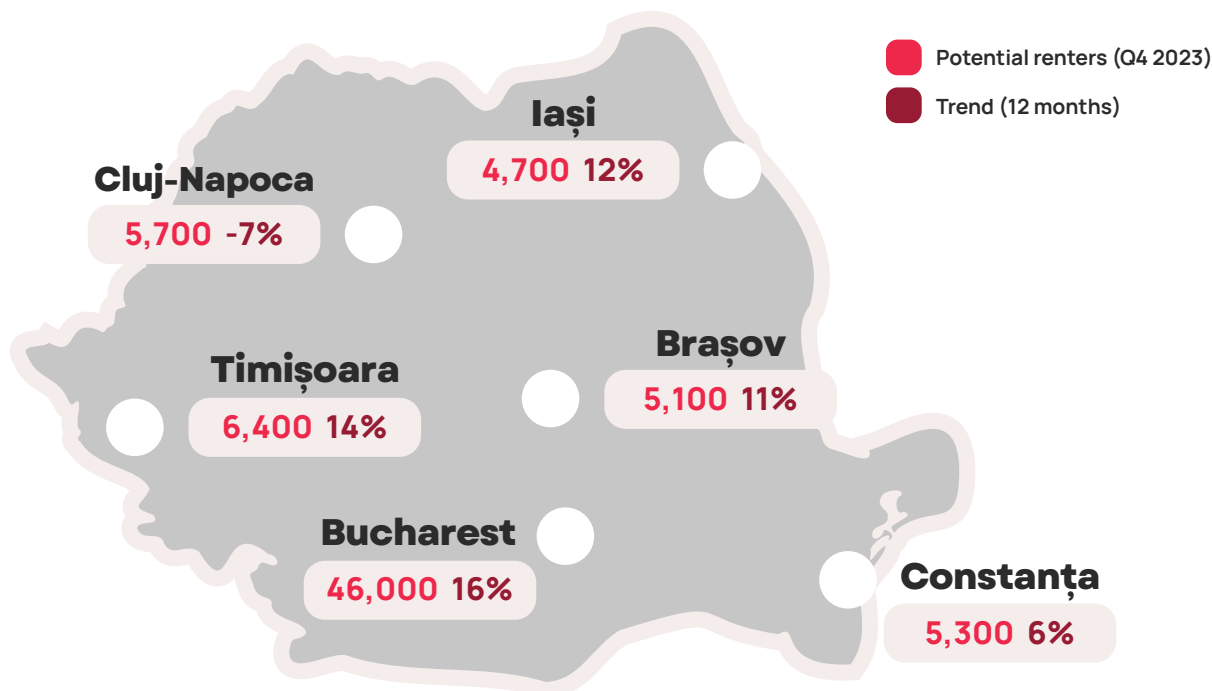 Potential renters (Q4 2023)
Trend (12 months)
Iași
4,700 12%
Cluj-Napoca
5,700 -7%
Brașov
5,100 11%
Timișoara
6,400 14%
Bucharest
46,000 16%
Constanța
5,300 6%